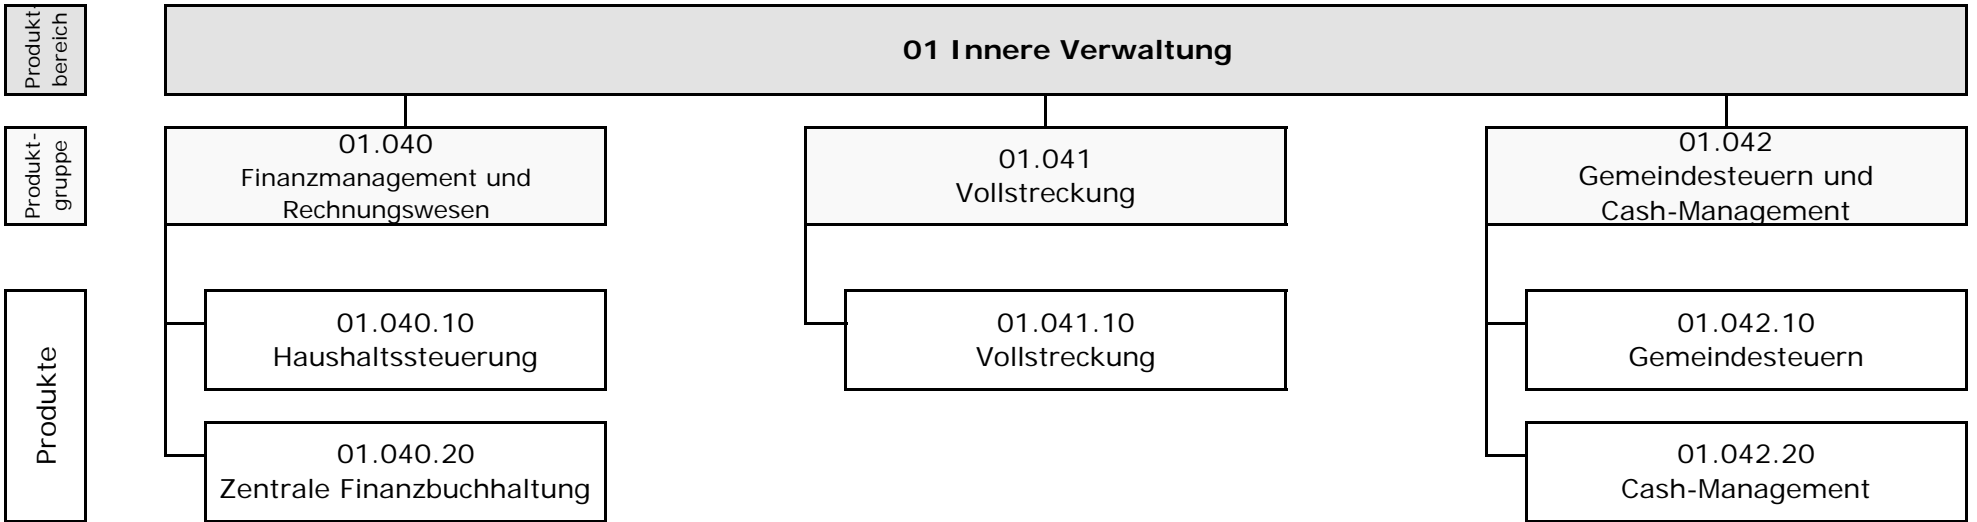 Produkt-
bereich
01 Innere Verwaltung
Produkt-
gruppe
01.040
Finanzmanagement und
Rechnungswesen
01.041
Vollstreckung
01.042
Gemeindesteuern und
Cash-Management
Produkte
01.040.10
Haushaltssteuerung
01.041.10
Vollstreckung
01.042.10
Gemeindesteuern
01.040.20
Zentrale Finanzbuchhaltung
01.042.20
Cash-Management